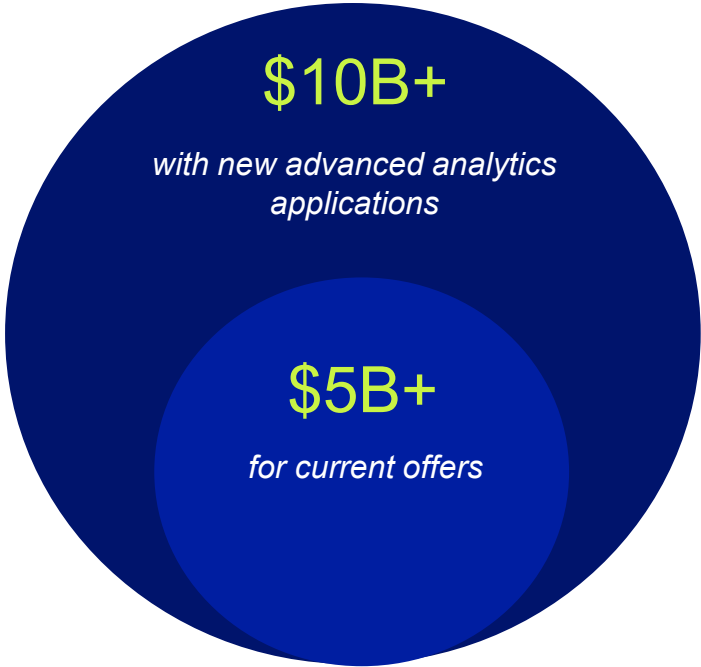 $10B+
with new advanced analytics
applications
$5B+
for current offers